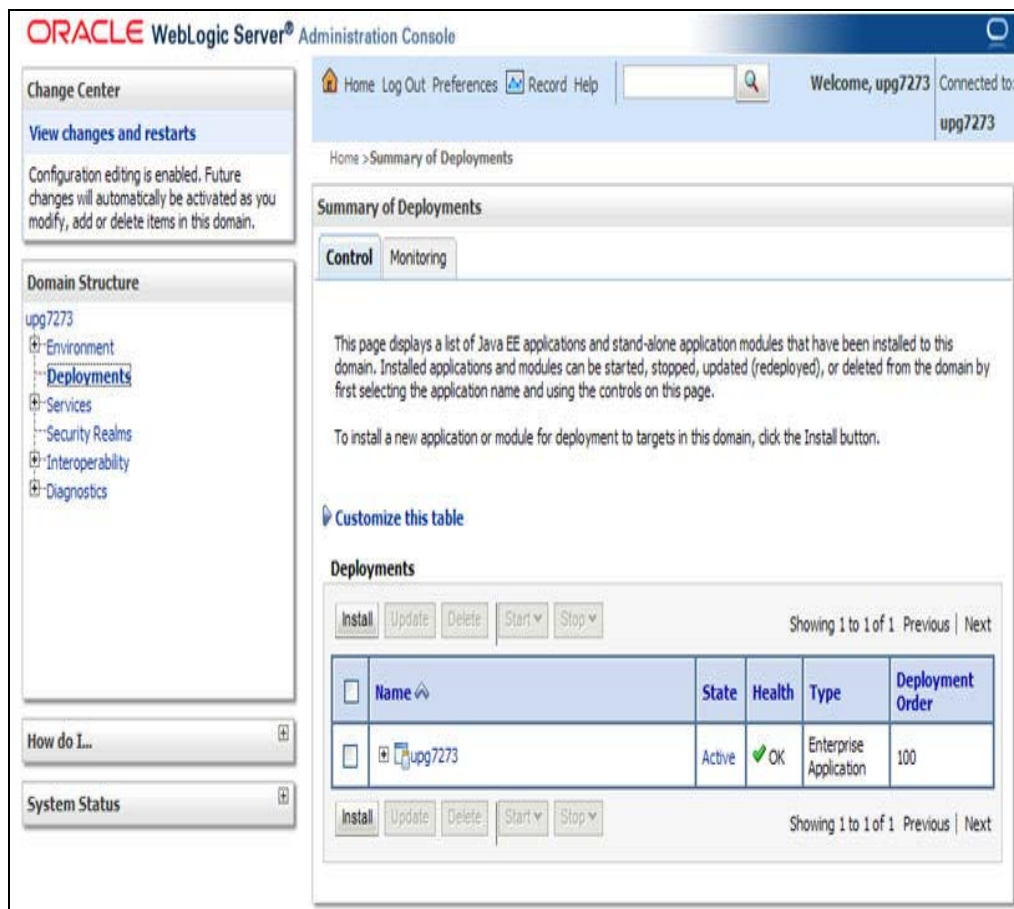 ORACLE WebLogic Server® Administration Console
Change Center
View changes and restarts
Configuration editing is enabled. Future
changes will automatically be activated as you
modify, add or delete items in this domain.
Domain Structure
upg7273
Environment
Deployments
Services
Security Realms
Interoperability
Diagnostics
How do I...
System Status
Home Log Out Preferences Record Help
Welcome, upg7273
Connected to:
upg7273
Home >Summary of Deployments
Summary of Deployments
Control Monitoring
This page displays a list of Java EE applications and stand-alone application modules that have been installed to this
domain. Installed applications and modules can be started, stopped, updated (redeployed), or deleted from the domain by
first selecting the application name and using the controls on this page.
To install a new application or module for deployment to targets in this domain, click the Install button.
Customize this table
Deployments
Install Update Delete Start Stop Showing 1 to 1 of 1 Previous | Next
Name State Health Type Deployment
Order
upg7273 Active OK Enterprise
Application 100
Install Update Delete Start Stop Showing 1 to 1 of 1 Previous | Next